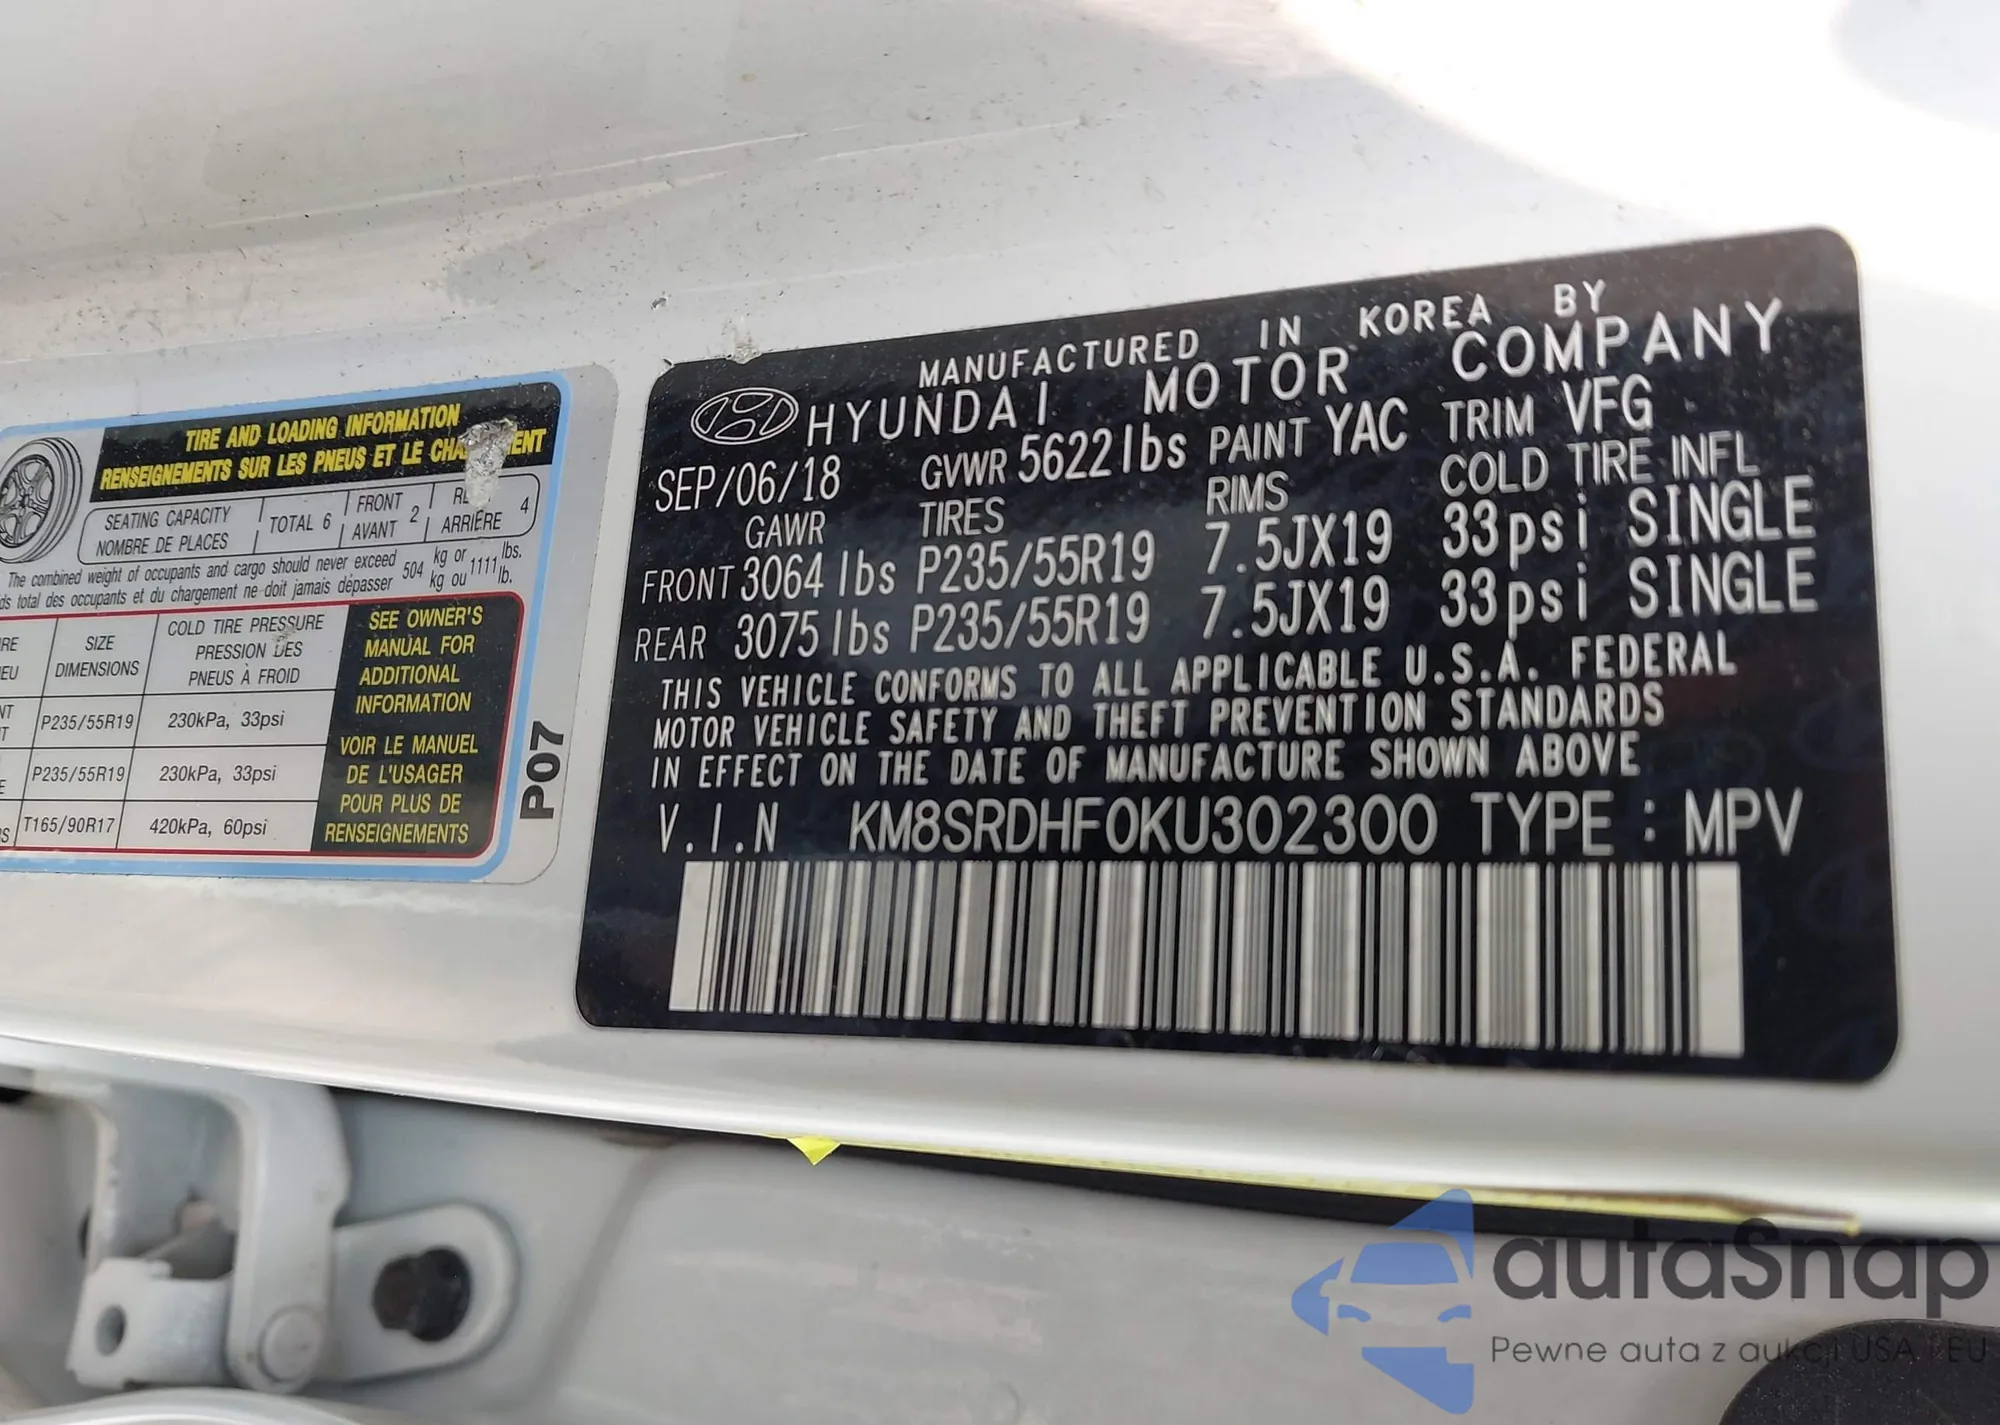 TIRE AND LOADING INFORMATION
RENSEIGNEMENTS SUR LES PNEUS ET LE
SEATING CAPACITY
NOMBRE DE PLACES
TOTAL 6
FRONT
AVANT
2
ARRIÈRE
4
The combined weight of occupants and cargo should never exceed
total des occupants et du chargement ne doit jamais dépasser
504
kg or
kg ou
1111
lbs.
lb.
SIZE
DIMENSIONS
COLD TIRE PRESSURE
PRESSION DES
PNEUS À FROID
P235/55R19
230kPa, 33psi
P235/55R19
230kPa, 33psi
T165/90R17
420kPa, 60psi
SEE OWNER'S
MANUAL FOR
ADDITIONAL
INFORMATION
VOIR LE MANUEL
DE L'USAGER
POUR PLUS DE
RENSEIGNEMENTS
P07
MANUFACTURED IN KOREA BY
HYUNDAI MOTOR COMPANY
SEP/06/18 GVWR 5622lbs PAINT YAC TRIM VFG
GAWR TIRES RIMS COLD TIRE INFL
FRONT 3064 lbs P235/55R19 7.5JX19 33psi SINGLE
REAR 3075 lbs P235/55R19 7.5JX19 33psi SINGLE
THIS VEHICLE CONFORMS TO ALL APPLICABLE U.S.A. FEDERAL
MOTOR VEHICLE SAFETY AND THEFT PREVENTION STANDARDS
IN EFFECT ON THE DATE OF MANUFACTURE SHOWN ABOVE
V.I.N KM8SRDHF0KU302300 TYPE : MPV
autaSnap
Pewne auta z aukcji USA i EU